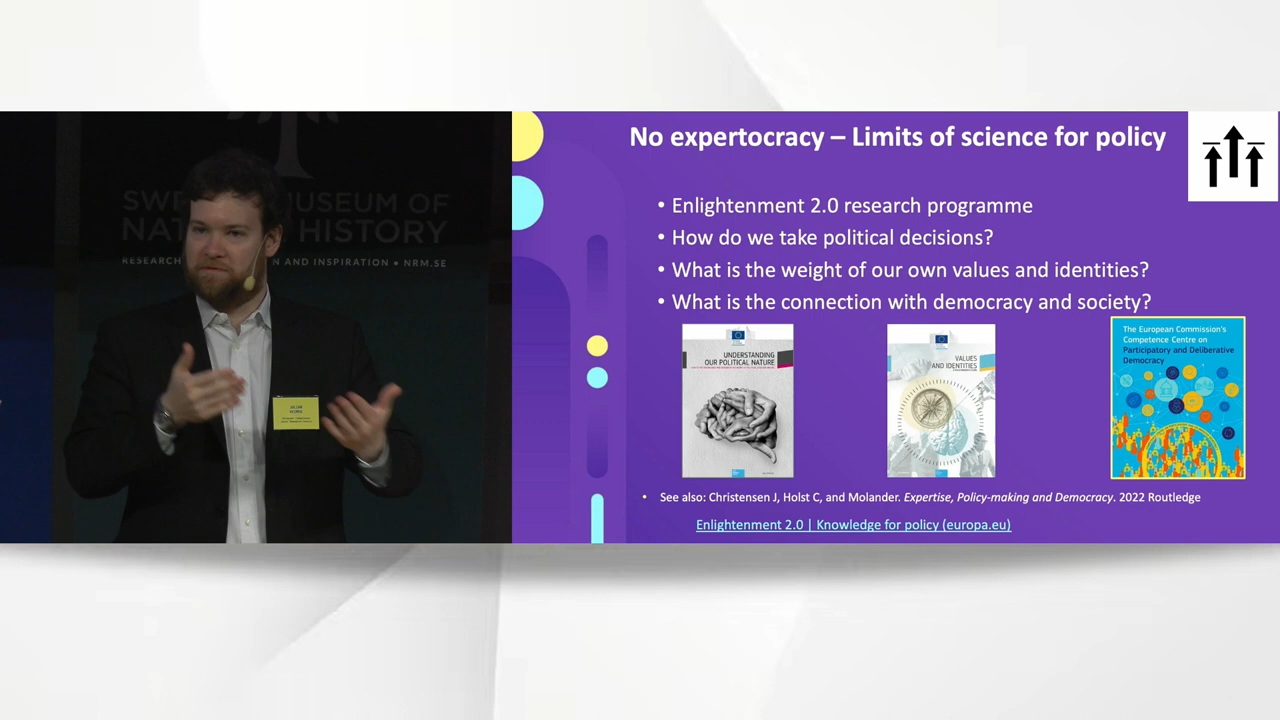 SWE USEUM OF
NAT HISTORY
RESEARCH N AND INSPIRATION • NRM.SE
No expertocracy – Limits of science for policy
• Enlightenment 2.0 research programme
• How do we take political decisions?
• What is the weight of our own values and identities?
• What is the connection with democracy and society?
UNDERSTANDING
OUR POLITICAL NATURE
VALUES
AND IDENTITIES
The European Commission's
Competence Centre on
Participatory and Deliberative
Democracy
• See also: Christensen J, Holst C, and Molander. Expertise, Policy-making and Democracy. 2022 Routledge
Enlightenment 2.0 | Knowledge for policy (europa.eu)